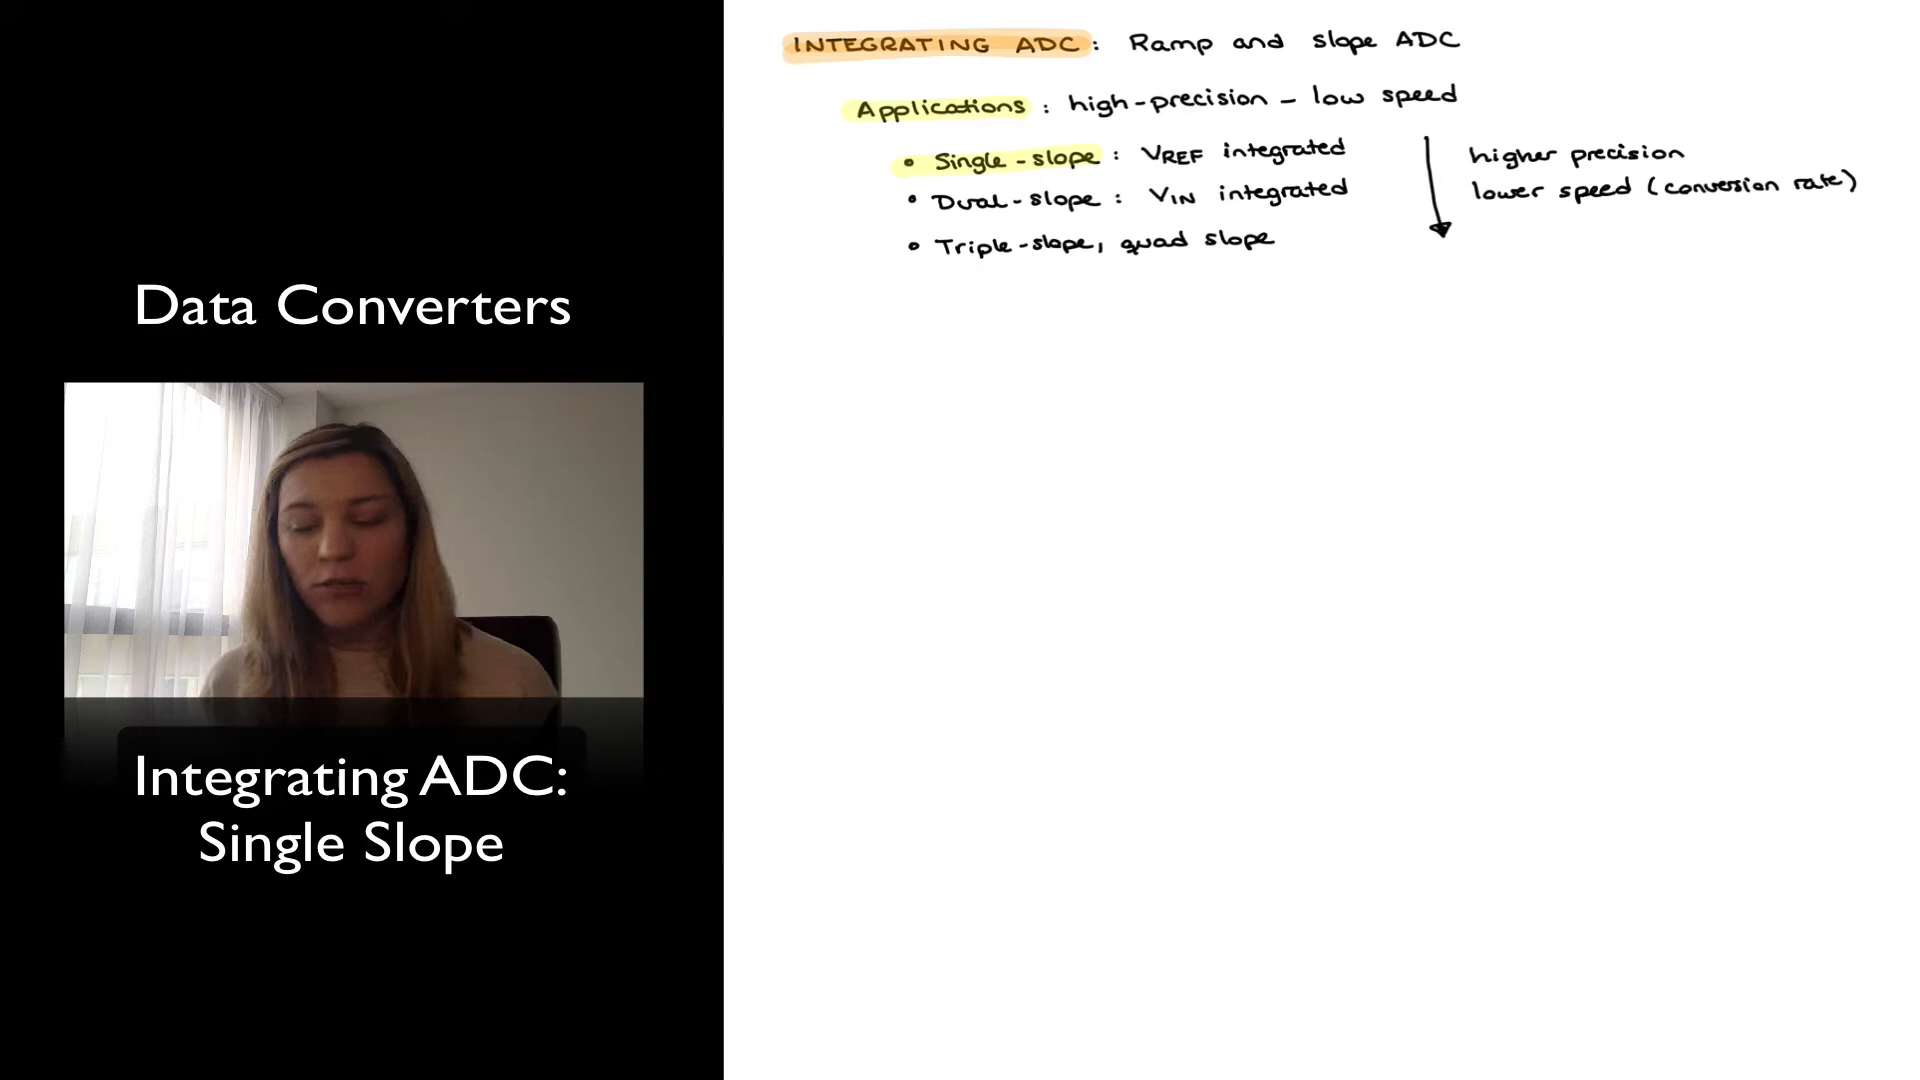 Data Converters
Integrating ADC:
Single Slope
INTEGRATING ADC: Ramp and slope ADC
Applications: high-precision - low speed
• Single-slope: VREF integrated
• Dual-slope: VIN integrated
• Triple-slope, quad slope
higher precision
lower speed (conversion rate)